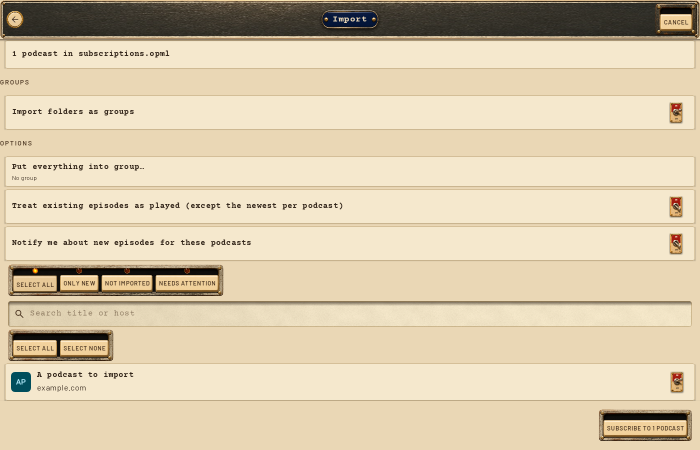 Import
CANCEL
1 podcast in subscriptions.opml
GROUPS
Import folders as groups
OPTIONS
Put everything into group…
No group
Treat existing episodes as played (except the newest per podcast)
Notify me about new episodes for these podcasts
SELECT ALL ONLY NEW NOT IMPORTED NEEDS ATTENTION
Search title or host
SELECT ALL SELECT NONE
AP
A podcast to import
example.com
SUBSCRIBE TO 1 PODCAST